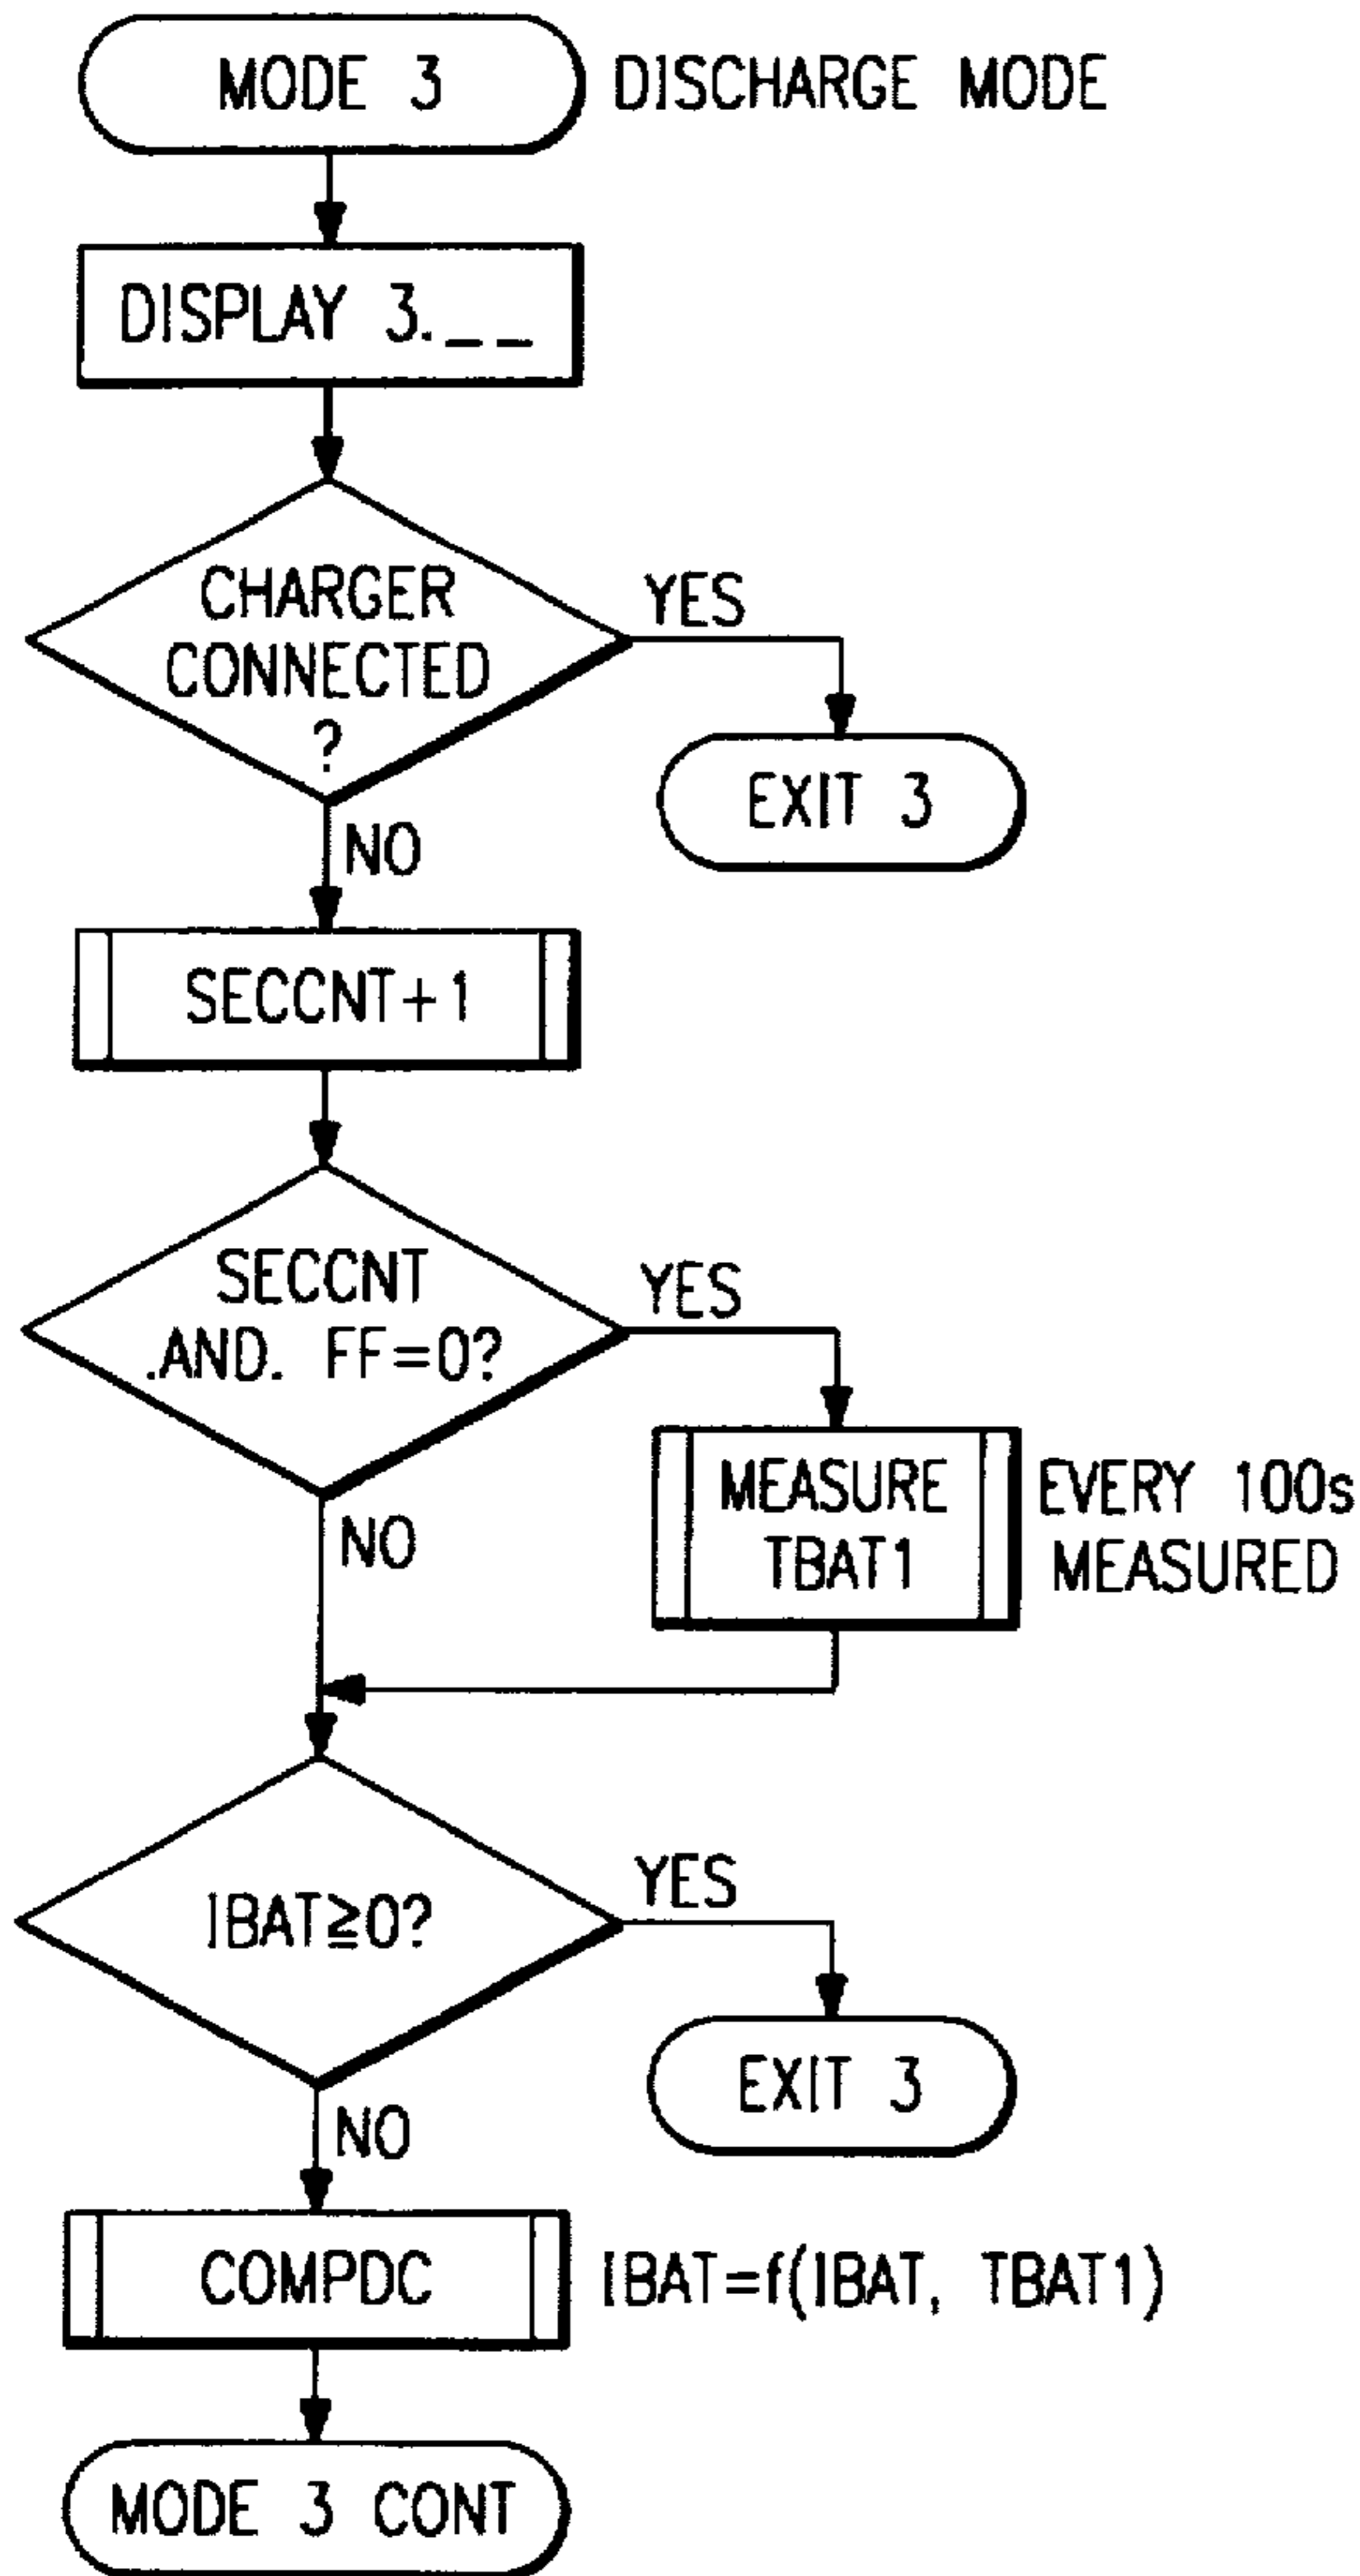 MODE 3 DISCHARGE MODE
DISPLAY 3.__
CHARGER
CONNECTED
?
YES
EXIT 3
NO
SECCNT+1
SECCNT
.AND. FF=0?
YES
MEASURE
TBAT1
EVERY 100s
MEASURED
NO
IBAT≧0?
YES
EXIT 3
NO
COMPDC IBAT=f(IBAT, TBAT1)
MODE 3 CONT